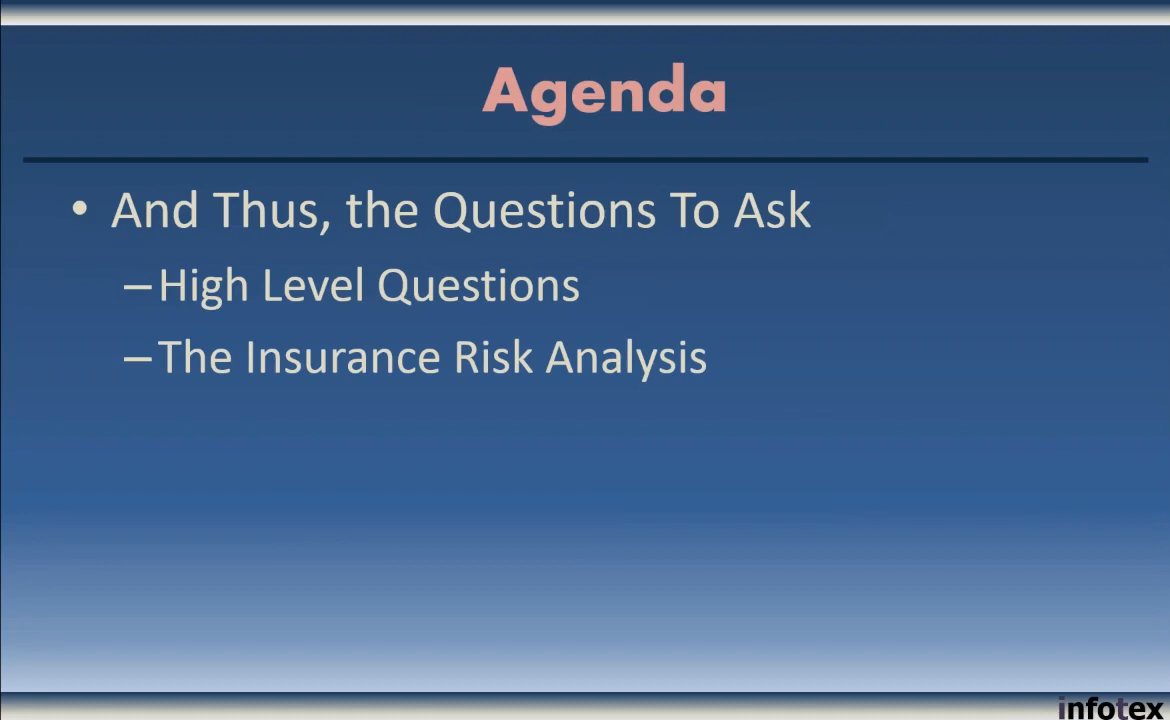 Agenda
• And Thus, the Questions To Ask
–High Level Questions
–The Insurance Risk Analysis
infotex